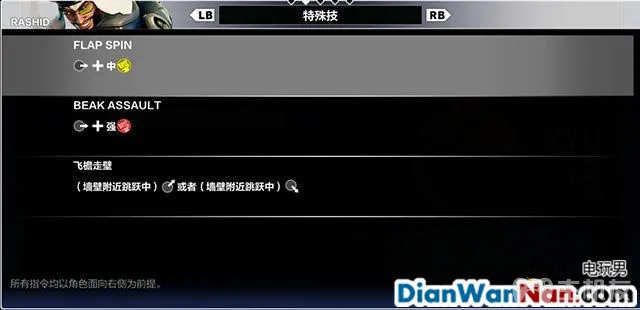 RASHID
LB
特殊技
RB
FLAP SPIN
+ 中
BEAK ASSAULT
+ 强
飞檐走壁
（墙壁附近跳跃中） 或者（墙壁附近跳跃中）
所有指令均以角色面向右侧为前提。
电玩男
DianWanNan.com